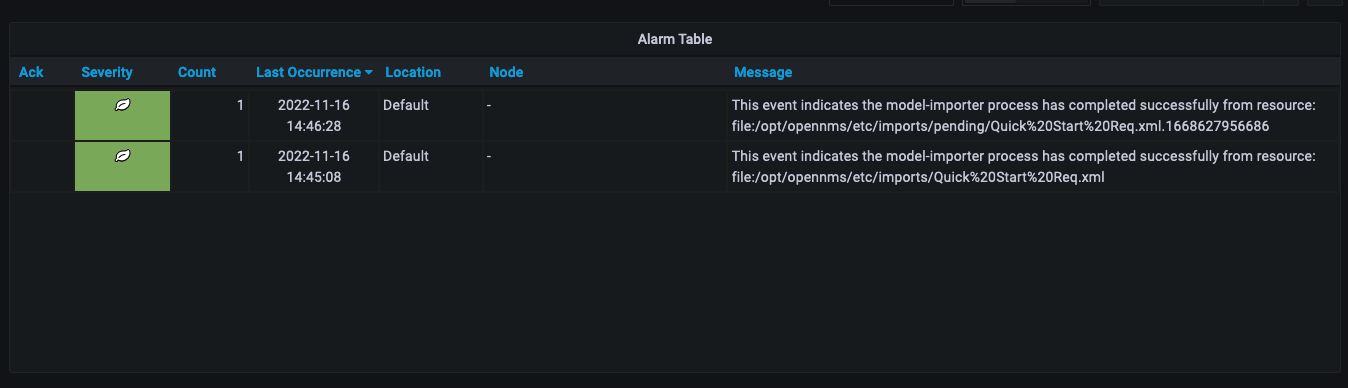 Alarm Table
Ack Severity Count Last Occurrence Location Node Message
1 2022-11-16 Default - This event indicates the model-importer process has completed successfully from resource:
14:46:28 file:/opt/opennms/etc/imports/pending/Quick%20Start%20Req.xml.1668627956686
1 2022-11-16 Default - This event indicates the model-importer process has completed successfully from resource:
14:45:08 file:/opt/opennms/etc/imports/Quick%20Start%20Req.xml